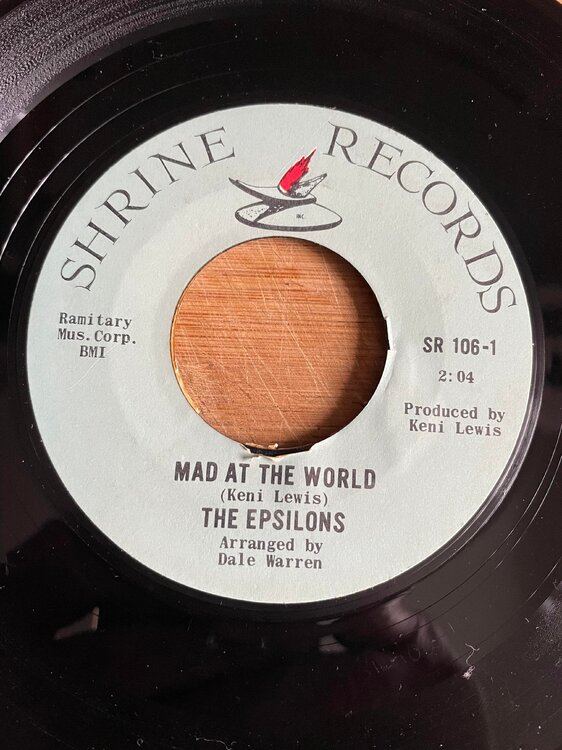 SHRINE RECORDS
INC.
Ramitary
Mus. Corp.
BMI
SR 106-1
2:04
Produced by
Keni Lewis
MAD AT THE WORLD
(Keni Lewis)
THE EPSILONS
Arranged by
Dale Warren